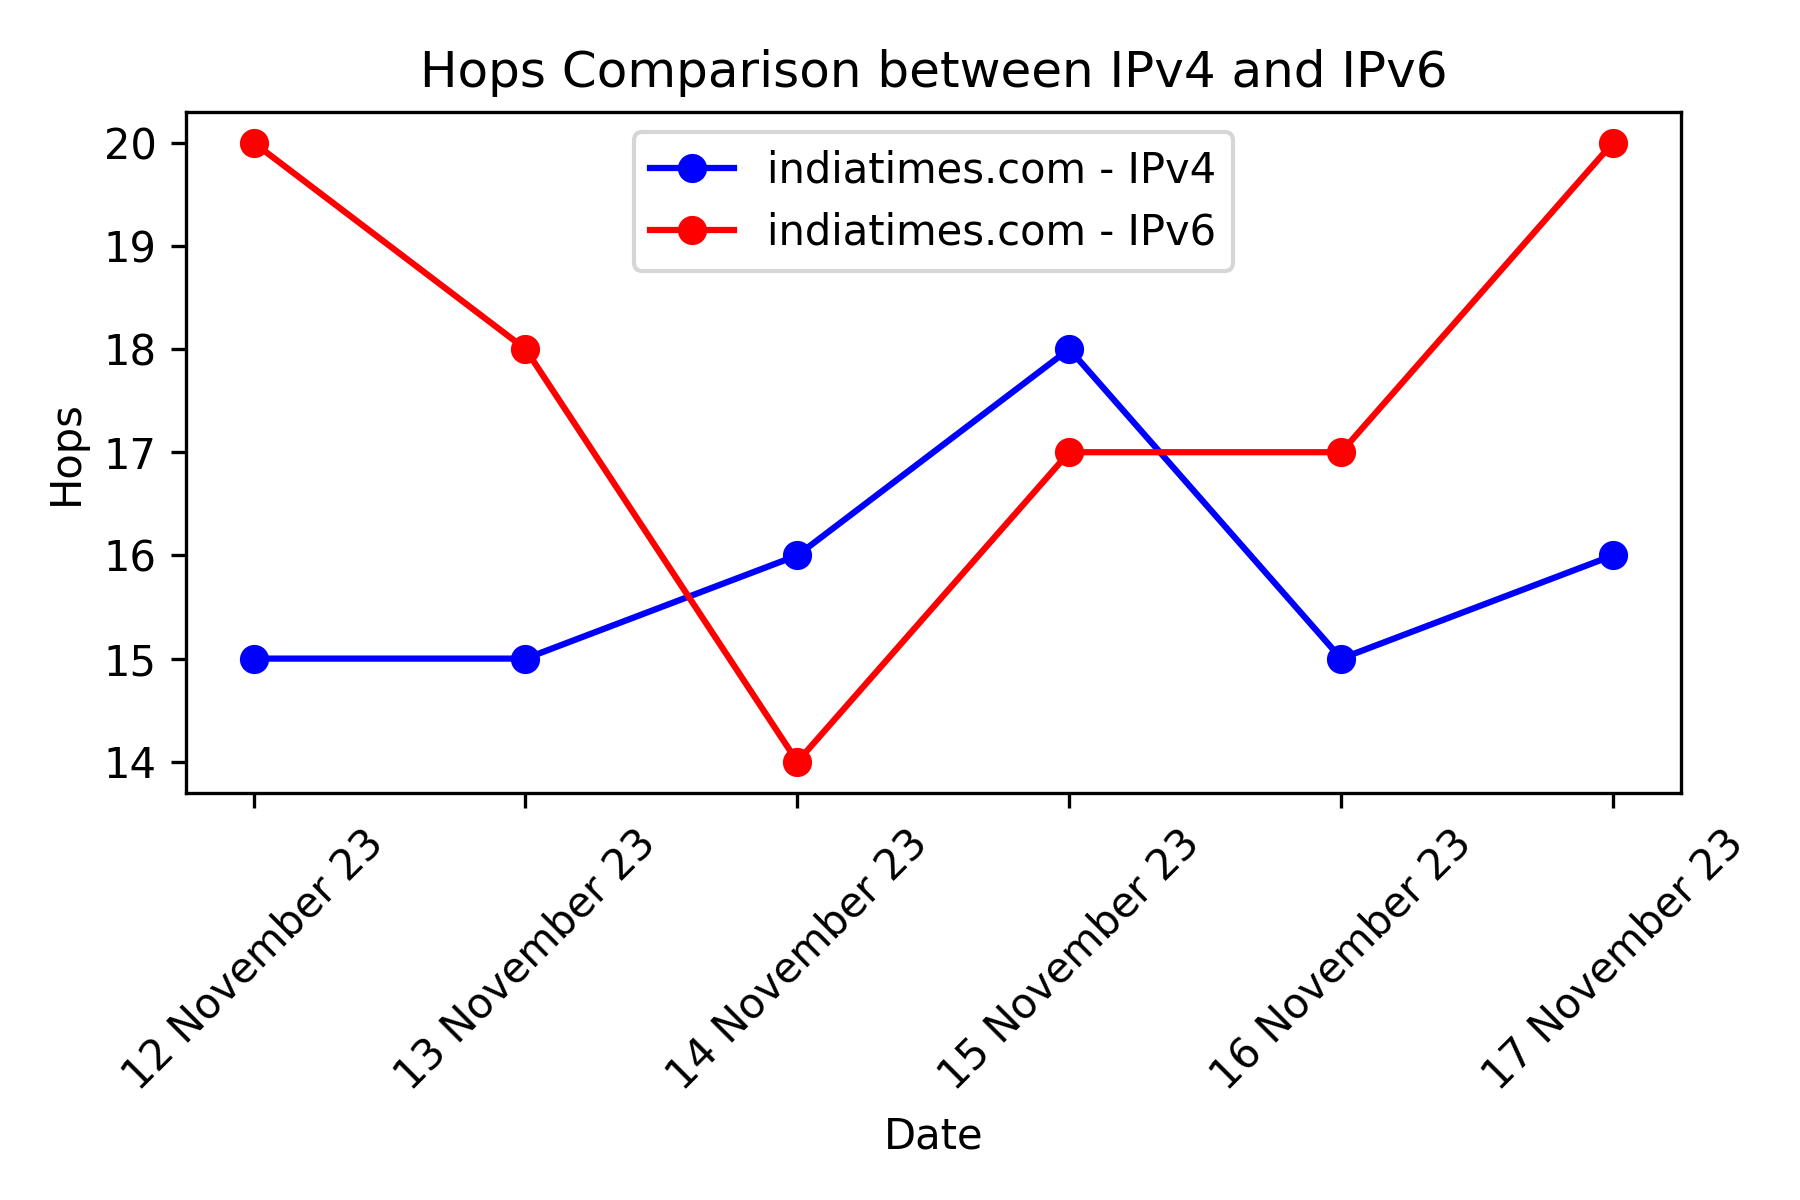 Hops Comparison between IPv4 and IPv6
indiatimes.com - IPv4
indiatimes.com - IPv6
Hops
20
19
18
17
16
15
14
12 November 23
13 November 23
14 November 23
15 November 23
16 November 23
17 November 23
Date